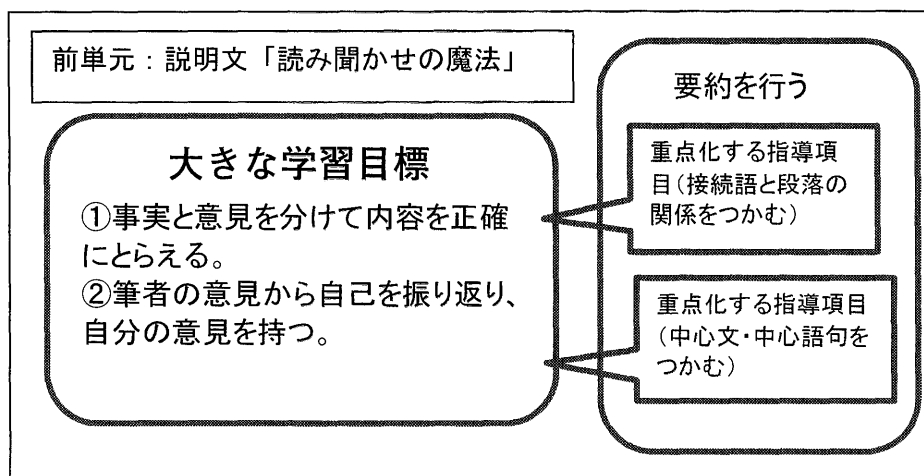 前単元：説明文「読み聞かせの魔法」
大きな学習目標
①事実と意見を分けて内容を正確
にとらえる。
②筆者の意見から自己を振り返り、
自分の意見を持つ。
要約を行う
重点化する指導項
目（接続語と段落の
関係をつかむ）
重点化する指導項目
（中心文・中心語句を
つかむ）